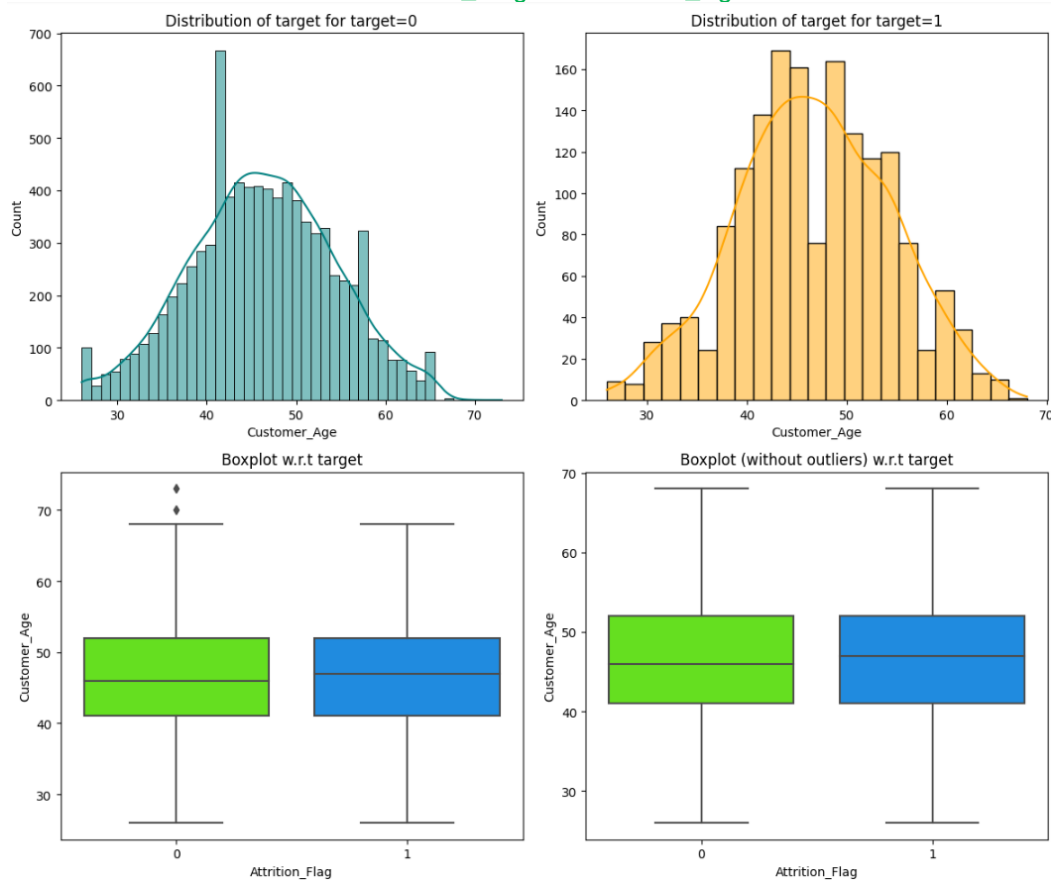 Distribution of target for target=0
700
600
500
400
300
200
100
0
Count
30 40 50 60 70
Customer_Age
Distribution of target for target=1
160
140
120
100
80
60
40
20
0
Count
30 40 50 60 70
Customer_Age
Boxplot w.r.t target
70
60
50
40
30
Customer_Age
0 1
Attrition_Flag
Boxplot (without outliers) w.r.t target
70
60
50
40
30
Customer_Age
0 1
Attrition_Flag